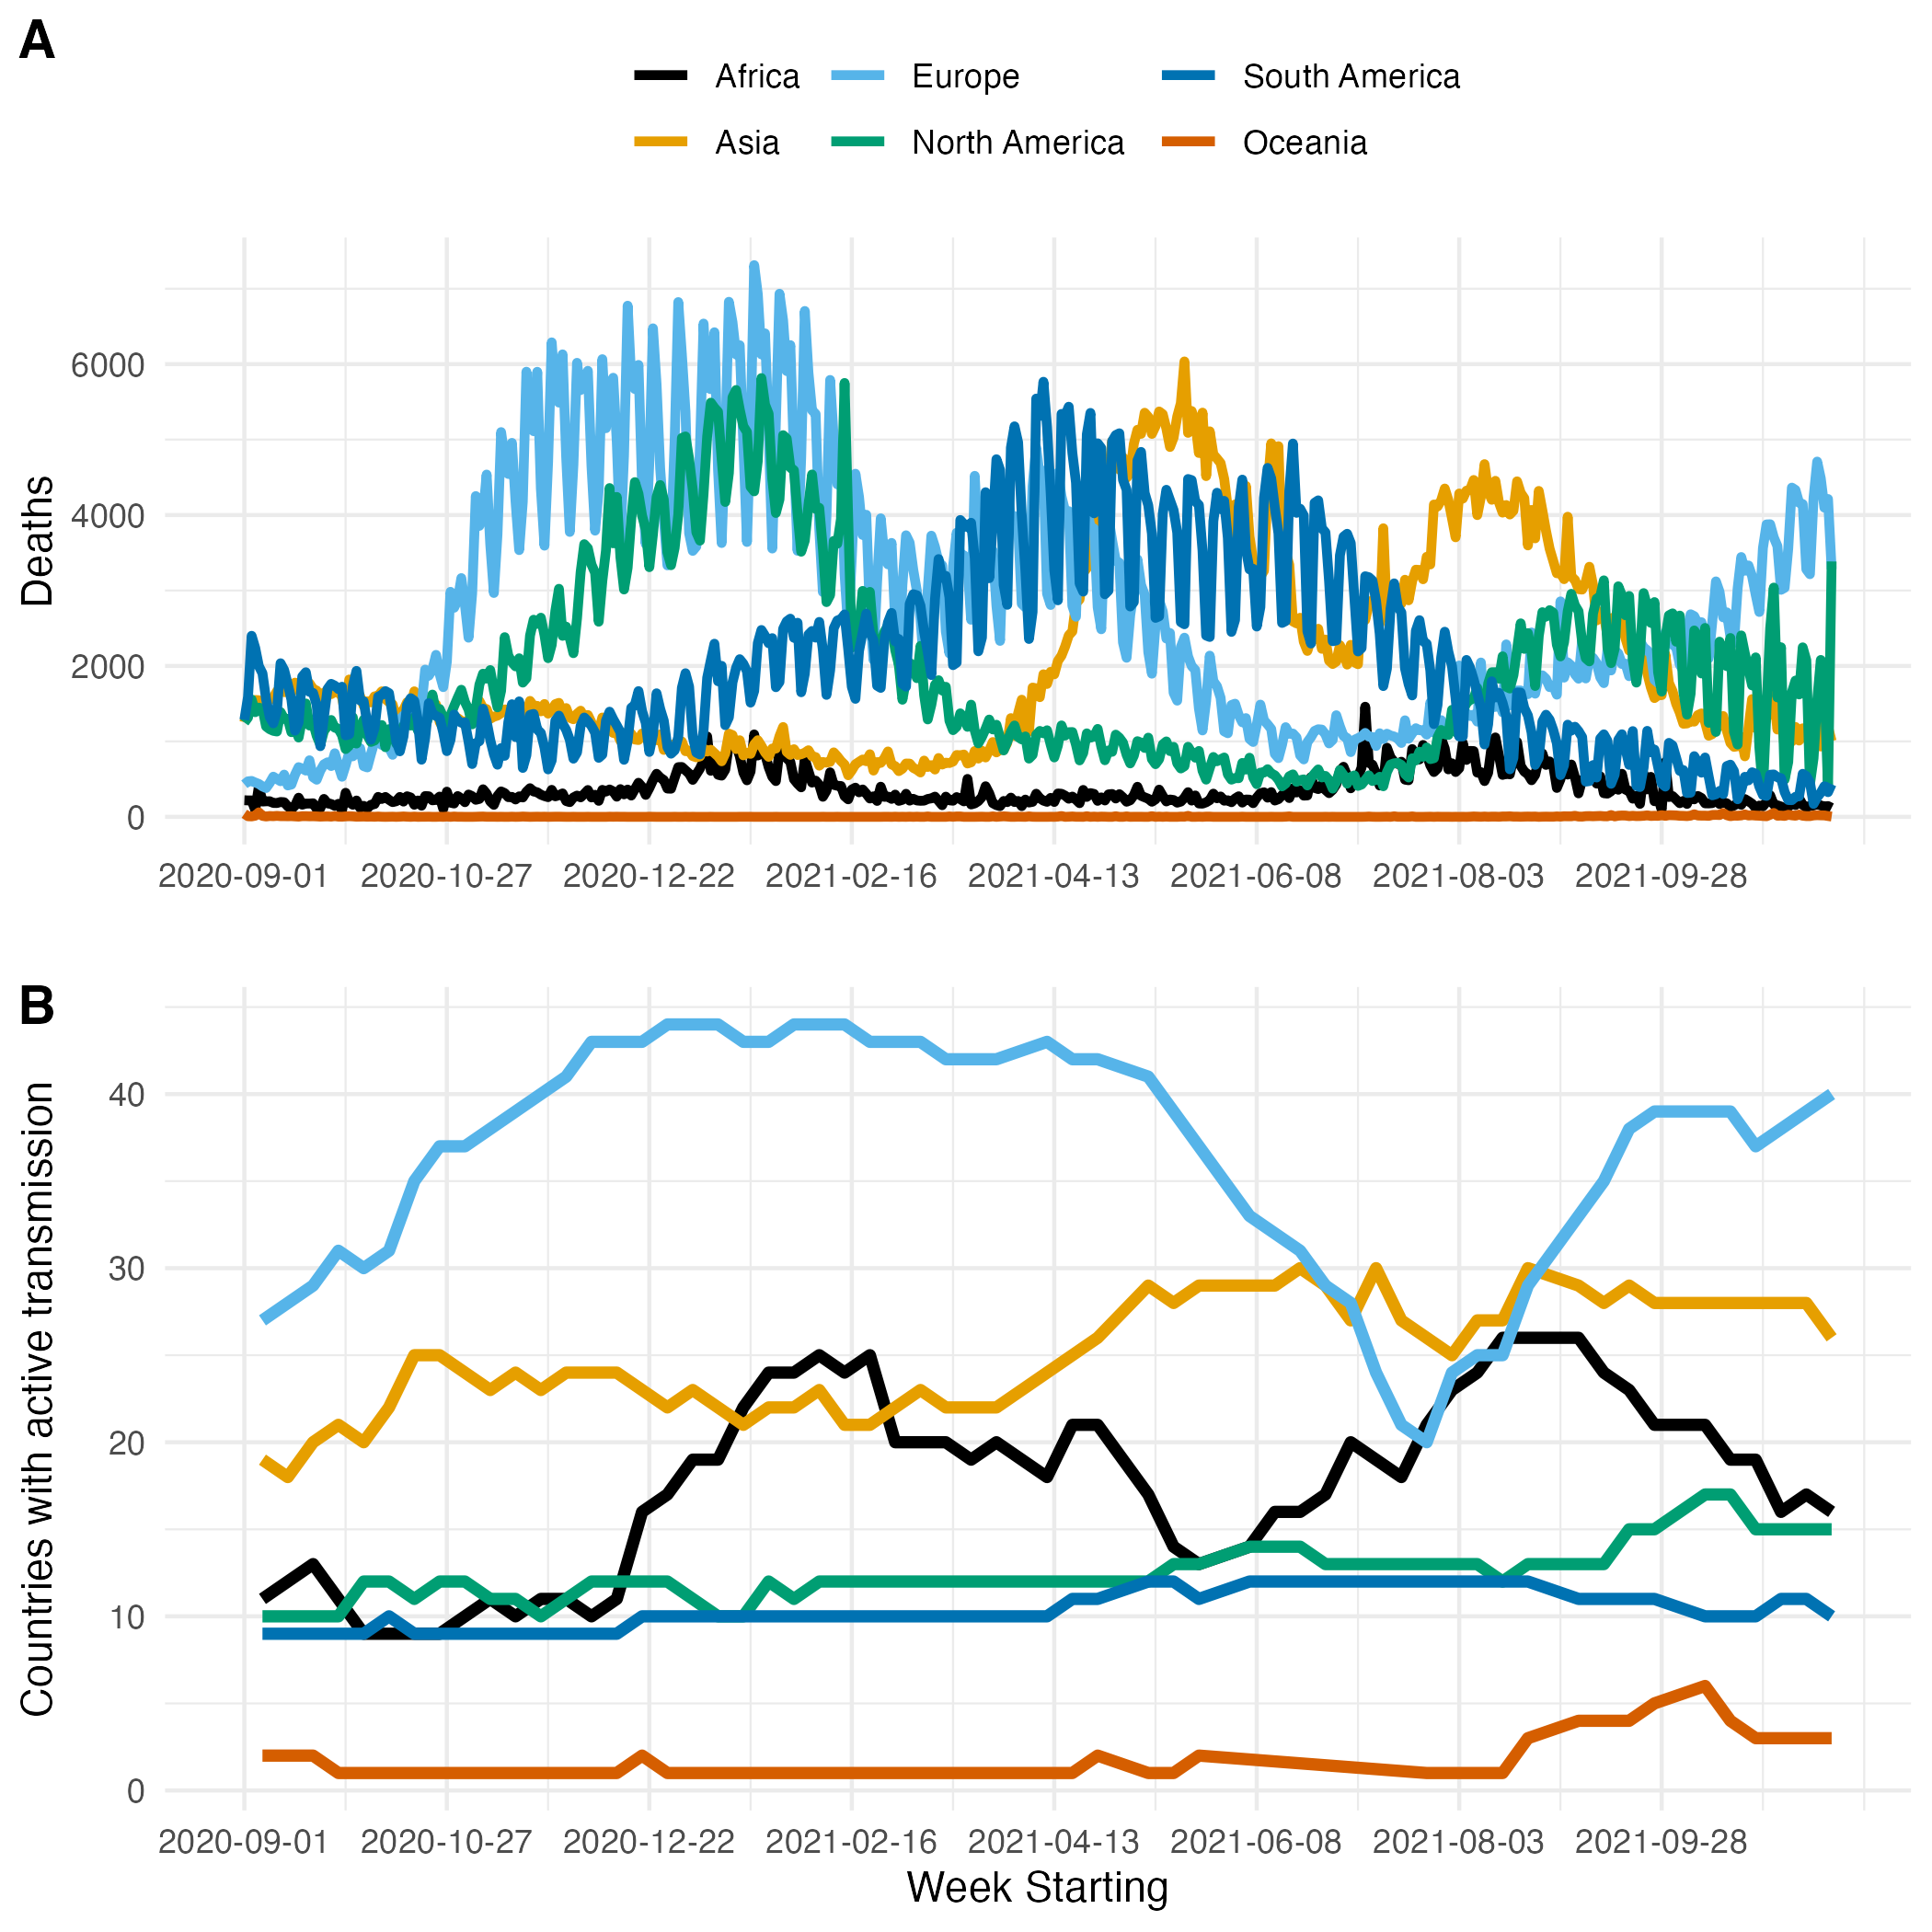 A
Africa Europe South America
Asia North America Oceania
Deaths
6000
4000
2000
0
2020-09-01 2020-10-27 2020-12-22 2021-02-16 2021-04-13 2021-06-08 2021-08-03 2021-09-28
B
Countries with active transmission
40
30
20
10
0
2020-09-01 2020-10-27 2020-12-22 2021-02-16 2021-04-13 2021-06-08 2021-08-03 2021-09-28
Week Starting